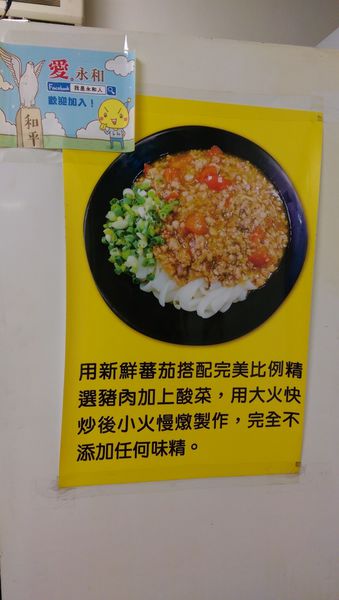 愛永和
Facebook 我是永和人
歡迎加入！
和平
用新鮮蕃茄搭配完美比例精
選豬肉加上酸菜，用大火快
炒後小火慢燉製作，完全不
添加任何味精。